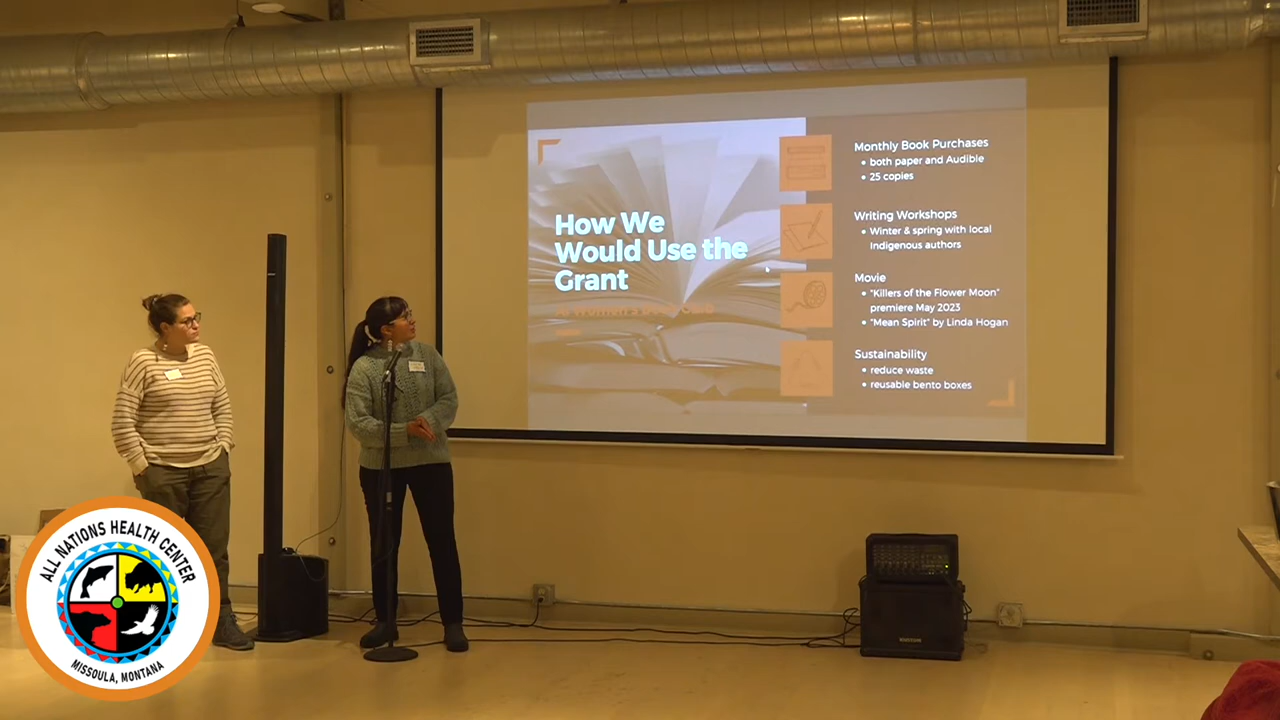 How We
Would Use the
Grant
Monthly Book Purchases
• both paper and Audible
• 25 copies
Writing Workshops
• Winter & spring with local
Indigenous authors
Movie
• "Killers of the Flower Moon"
premiere May 2023
• "Mean Spirit" by Linda Hogan
Sustainability
• reduce waste
• reusable bento boxes
ALL NATIONS HEALTH CENTER
MISSOULA, MONTANA